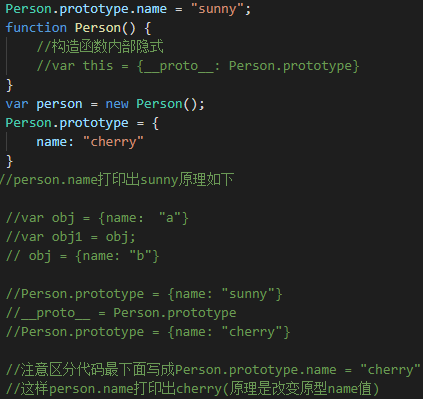 Person.prototype.name = "sunny";
function Person() {
//构造函数内部隐式
//var this = {__proto__: Person.prototype}
}
var person = new Person();
Person.prototype = {
name: "cherry"
}
//person.name打印出sunny原理如下
//var obj = {name:  "a"}
//var obj1 = obj;
// obj = {name: "b"}
//Person.prototype = {name: "sunny"}
//__proto__ = Person.prototype
//Person.prototype = {name: "cherry"}
//注意区分代码最下面写成Person.prototype.name = "cherry"
//这样person.name打印出cherry(原理是改变原型name值)